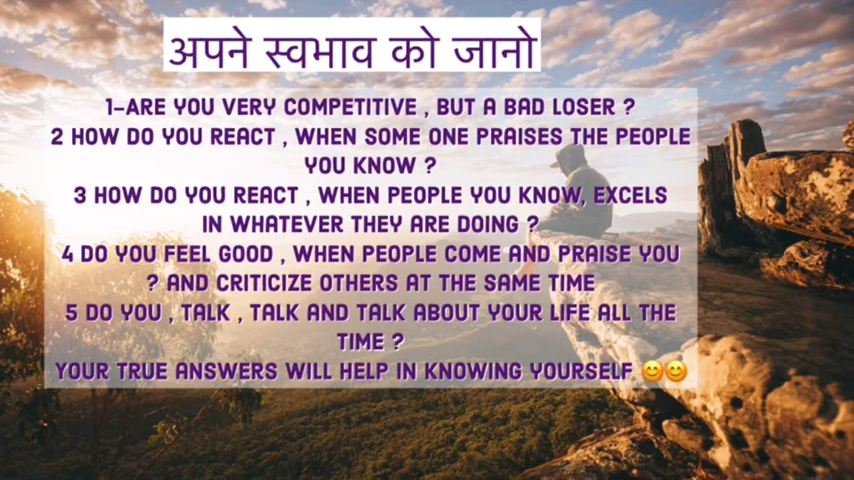 अपने स्वभाव को जानो
1-ARE YOU VERY COMPETITIVE , BUT A BAD LOSER ?
2 HOW DO YOU REACT , WHEN SOME ONE PRAISES THE PEOPLE
YOU KNOW ?
3 HOW DO YOU REACT , WHEN PEOPLE YOU KNOW, EXCELS
IN WHATEVER THEY ARE DOING ?
4 DO YOU FEEL GOOD , WHEN PEOPLE COME AND PRAISE YOU
? AND CRITICIZE OTHERS AT THE SAME TIME
5 DO YOU , TALK , TALK AND TALK ABOUT YOUR LIFE ALL THE
TIME ?
YOUR TRUE ANSWERS WILL HELP IN KNOWING YOURSELF 😊😊